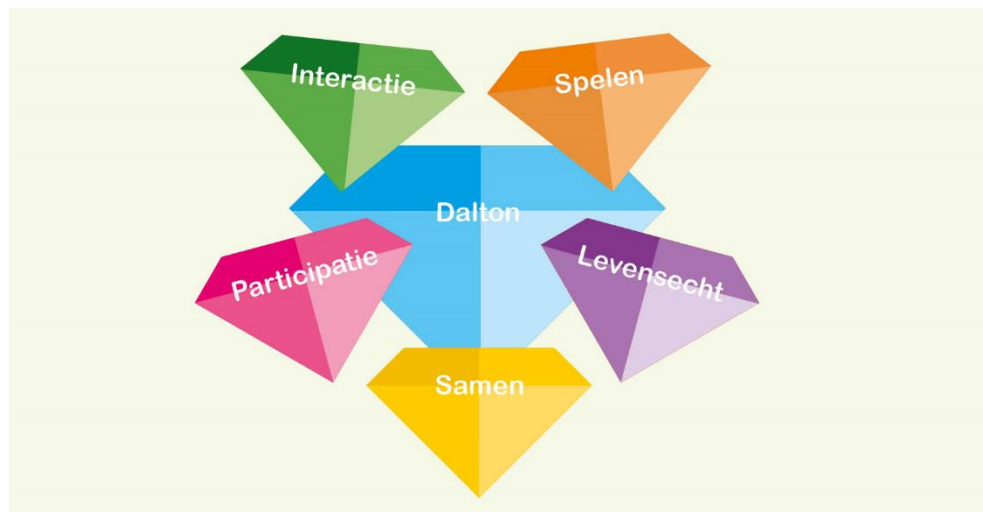 Interactie
Spelen
Dalton
Participatie
Levensecht
Samen